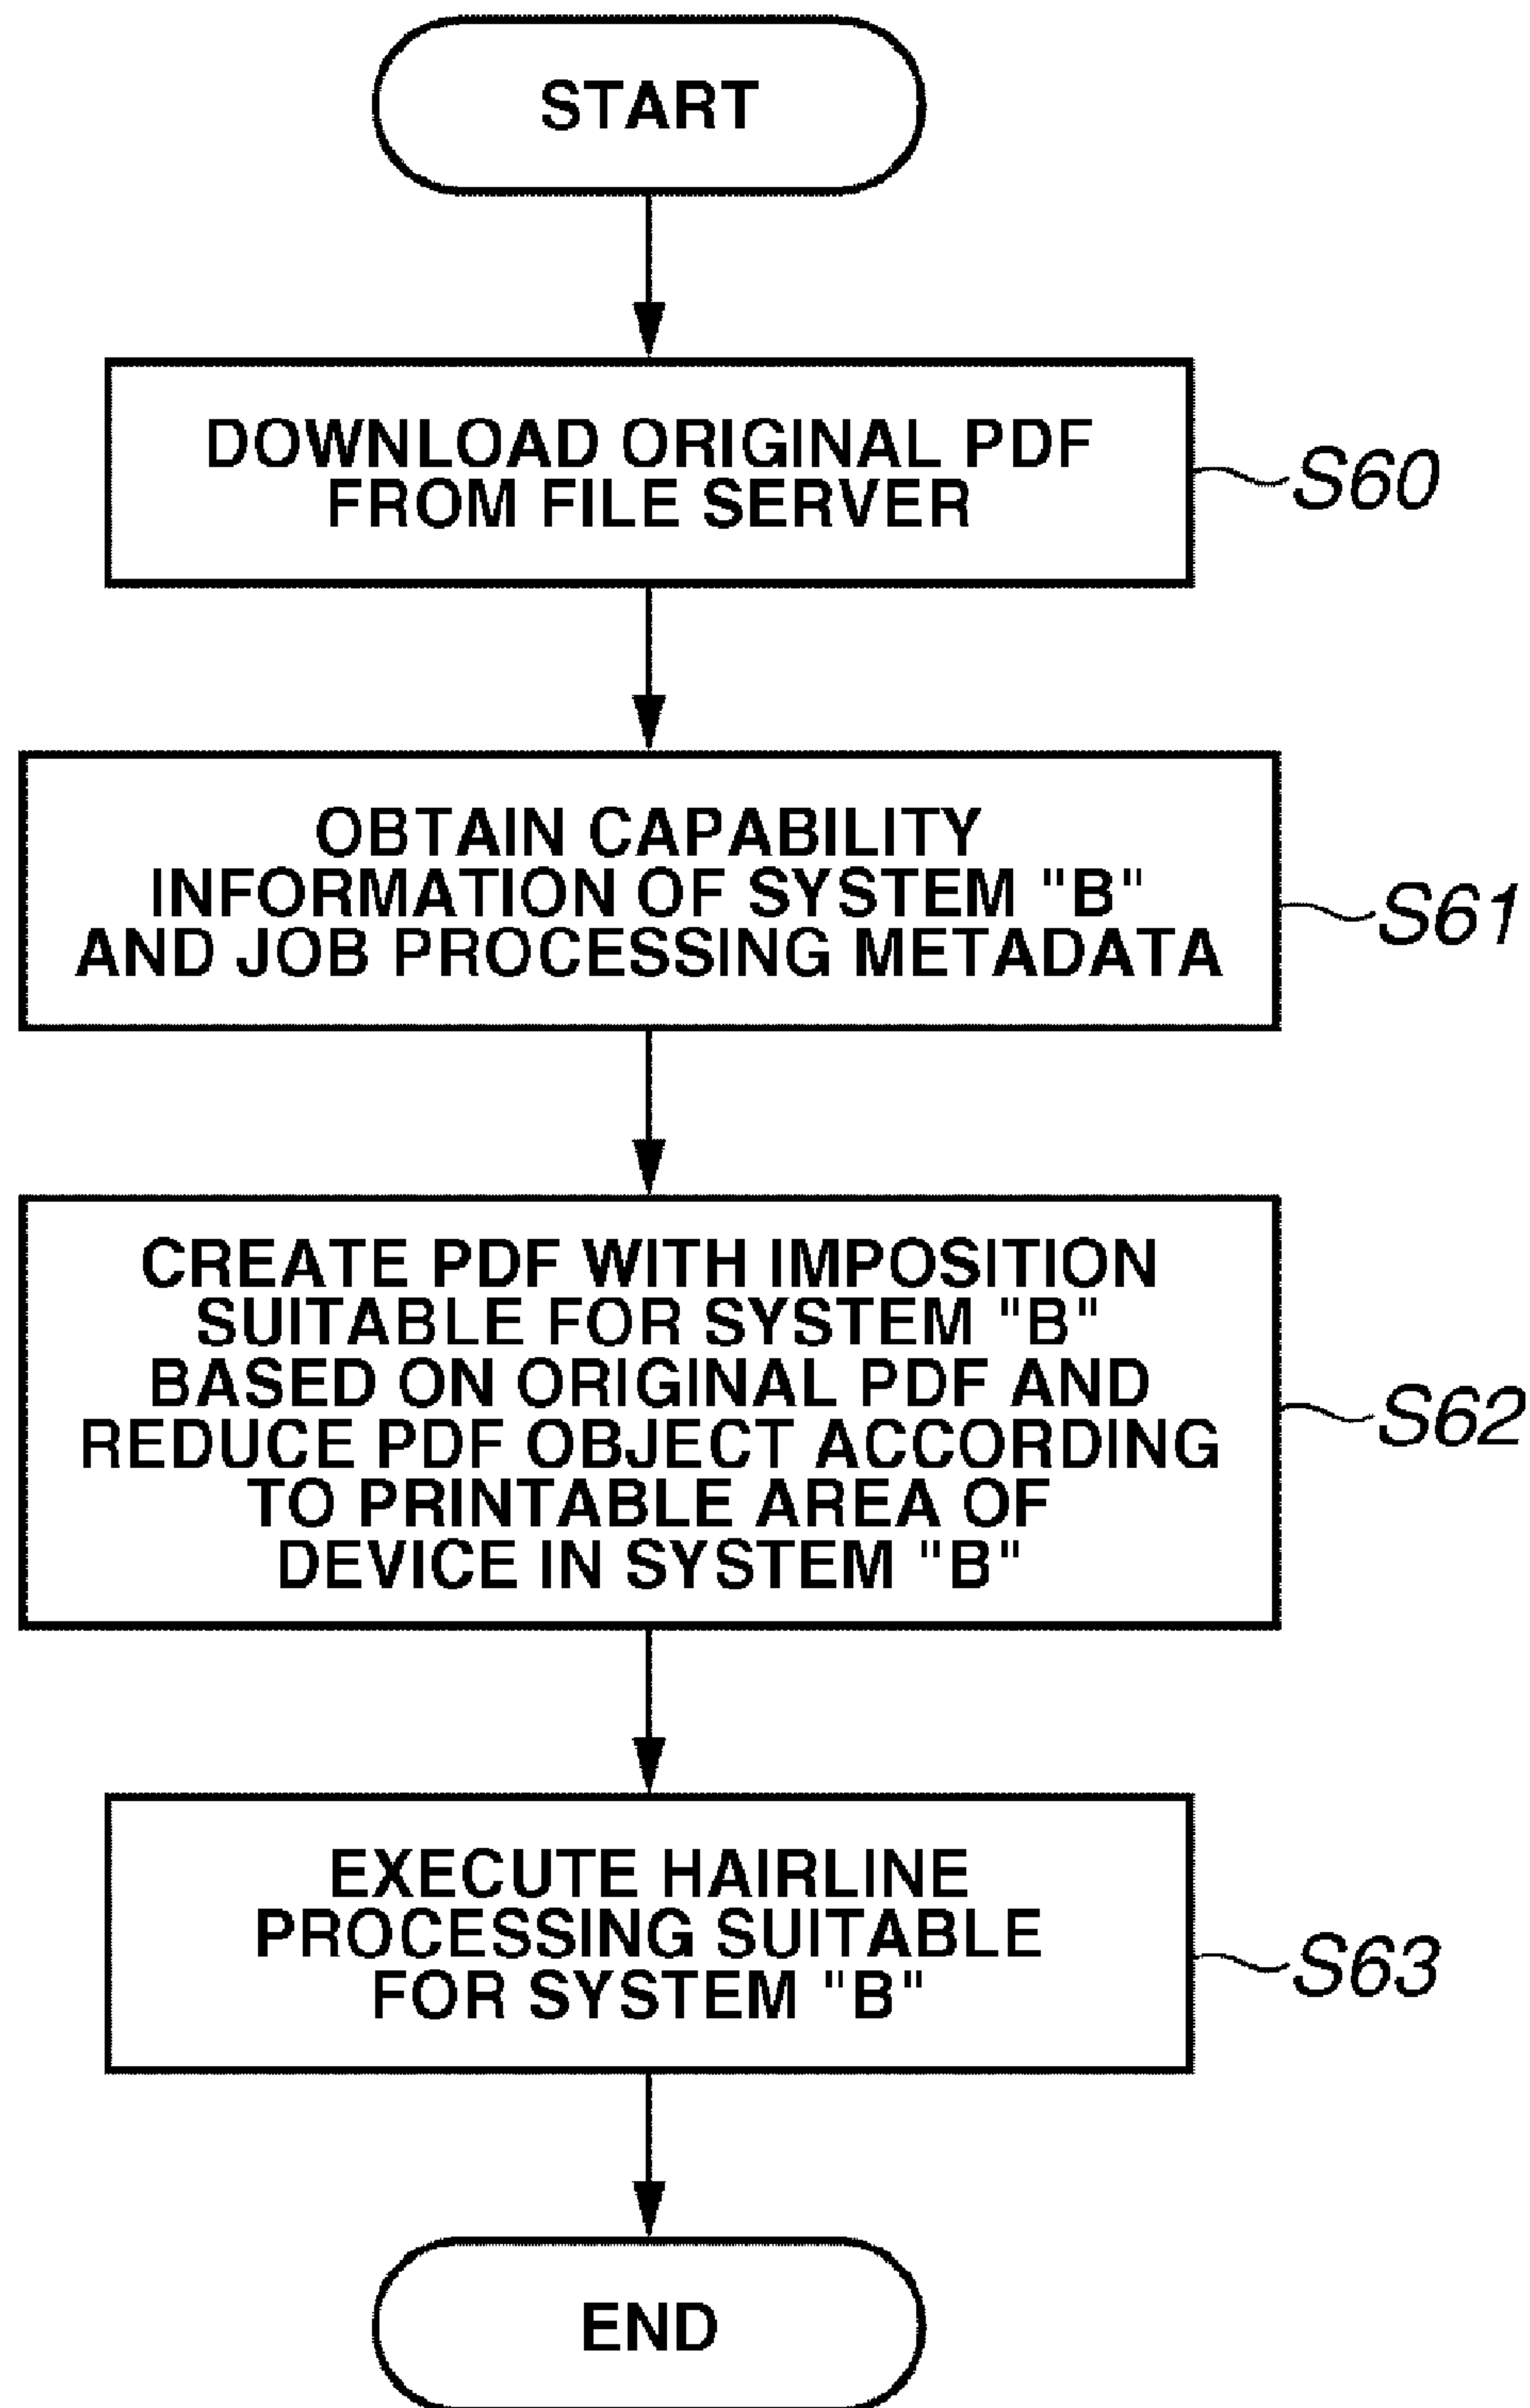 START
DOWNLOAD ORIGINAL PDF
FROM FILE SERVER
S60
OBTAIN CAPABILITY
INFORMATION OF SYSTEM "B"
AND JOB PROCESSING METADATA
S61
CREATE PDF WITH IMPOSITION
SUITABLE FOR SYSTEM "B"
BASED ON ORIGINAL PDF AND
REDUCE PDF OBJECT ACCORDING
TO PRINTABLE AREA OF
DEVICE IN SYSTEM "B"
S62
EXECUTE HAIRLINE
PROCESSING SUITABLE
FOR SYSTEM "B"
S63
END